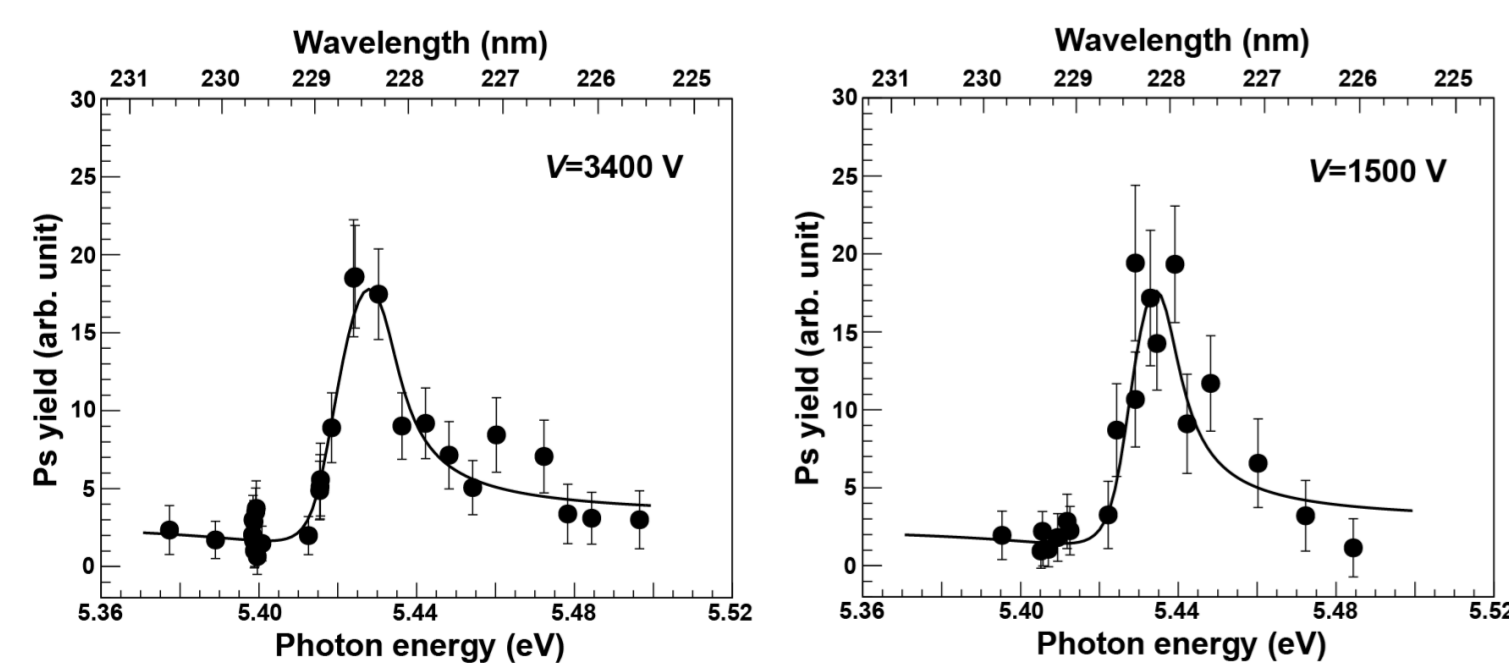 Wavelength (nm)
231 230 229 228 227 226 225
30
25
20
15
10
5
0
Ps yield (arb. unit)
V=3400 V
5.36 5.40 5.44 5.48 5.52
Photon energy (eV)
Wavelength (nm)
231 230 229 228 227 226 225
30
25
20
15
10
5
0
Ps yield (arb. unit)
V=1500 V
5.36 5.40 5.44 5.48 5.52
Photon energy (eV)